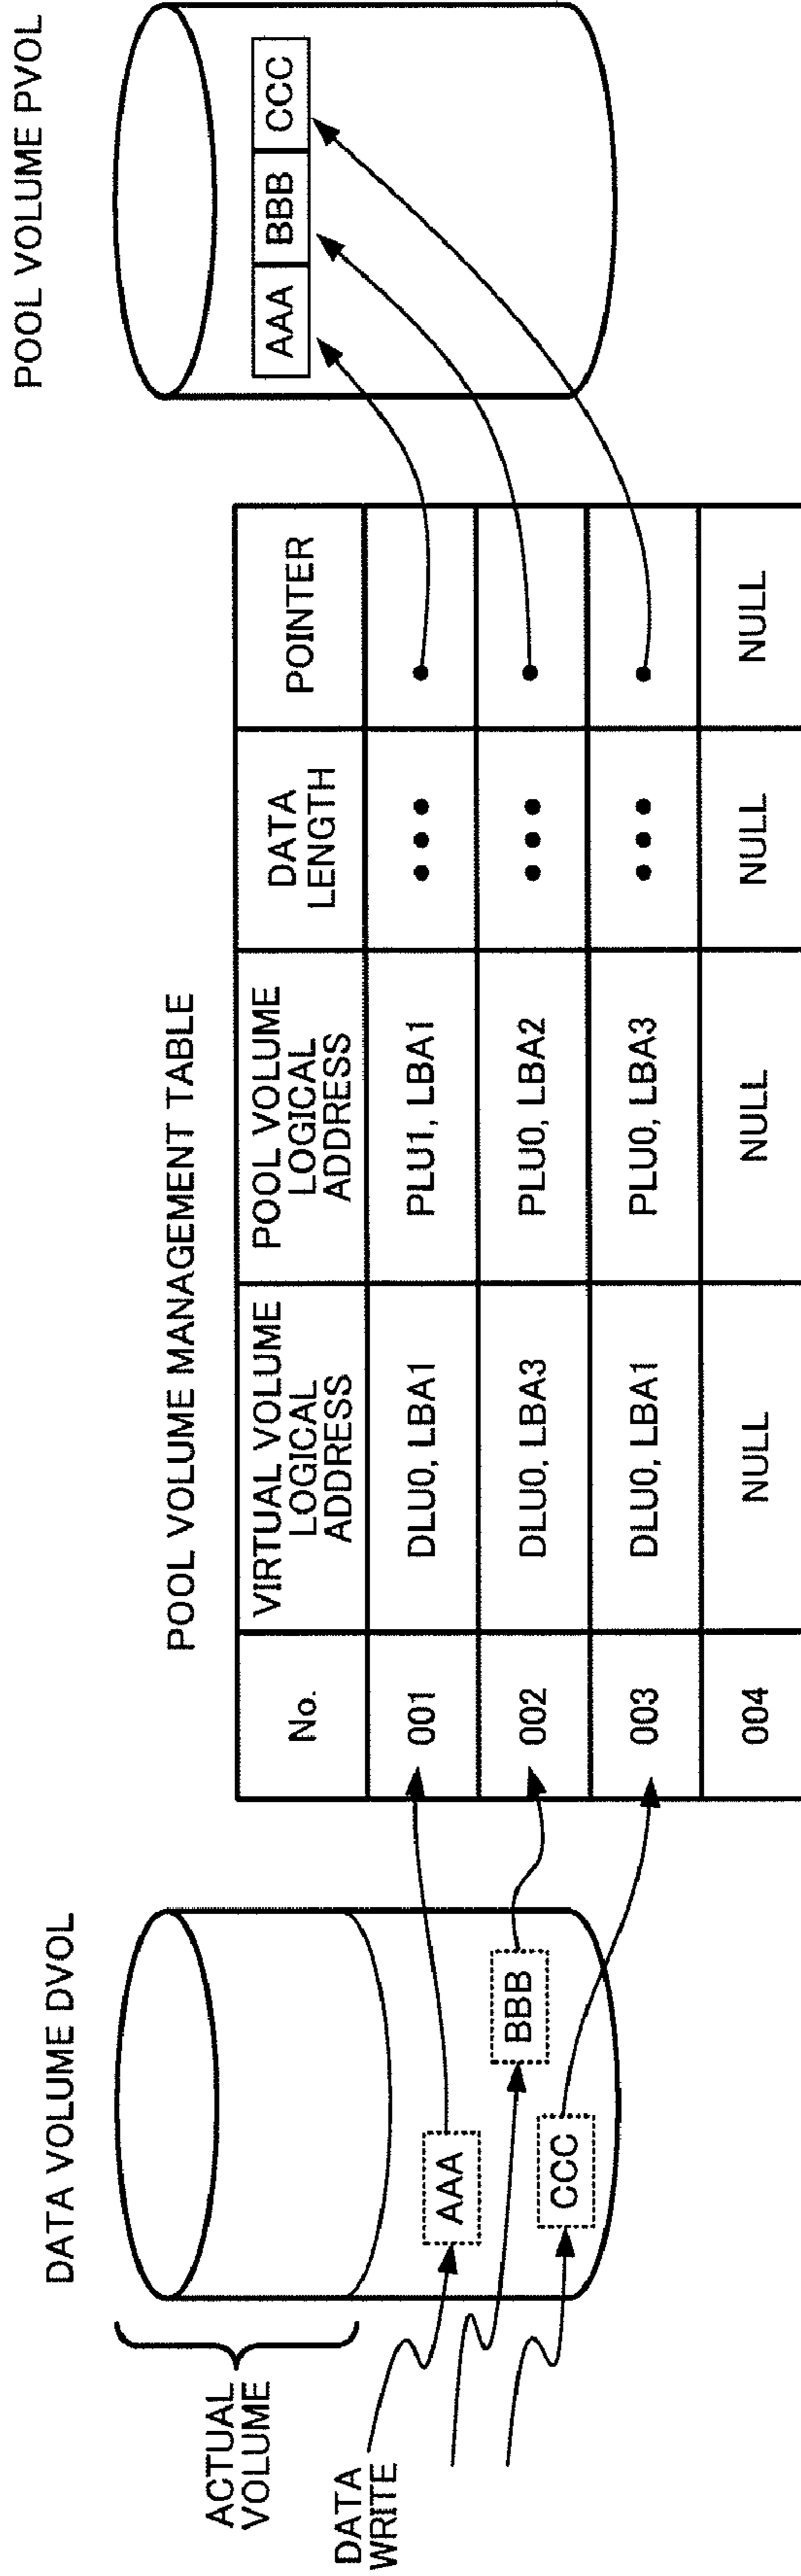 DATA VOLUME DVOL
ACTUAL
VOLUME
DATA
WRITE
AAA
BBB
CCC
POOL VOLUME MANAGEMENT TABLE
No.
VIRTUAL VOLUME
LOGICAL
ADDRESS
POOL VOLUME
LOGICAL
ADDRESS
DATA
LENGTH
POINTER
001
DLU0, LBA1
PLU1, LBA1
002
DLU0, LBA3
PLU0, LBA2
003
DLU0, LBA1
PLU0, LBA3
004
NULL
NULL
NULL
NULL
POOL VOLUME PVOL
AAA
BBB
CCC